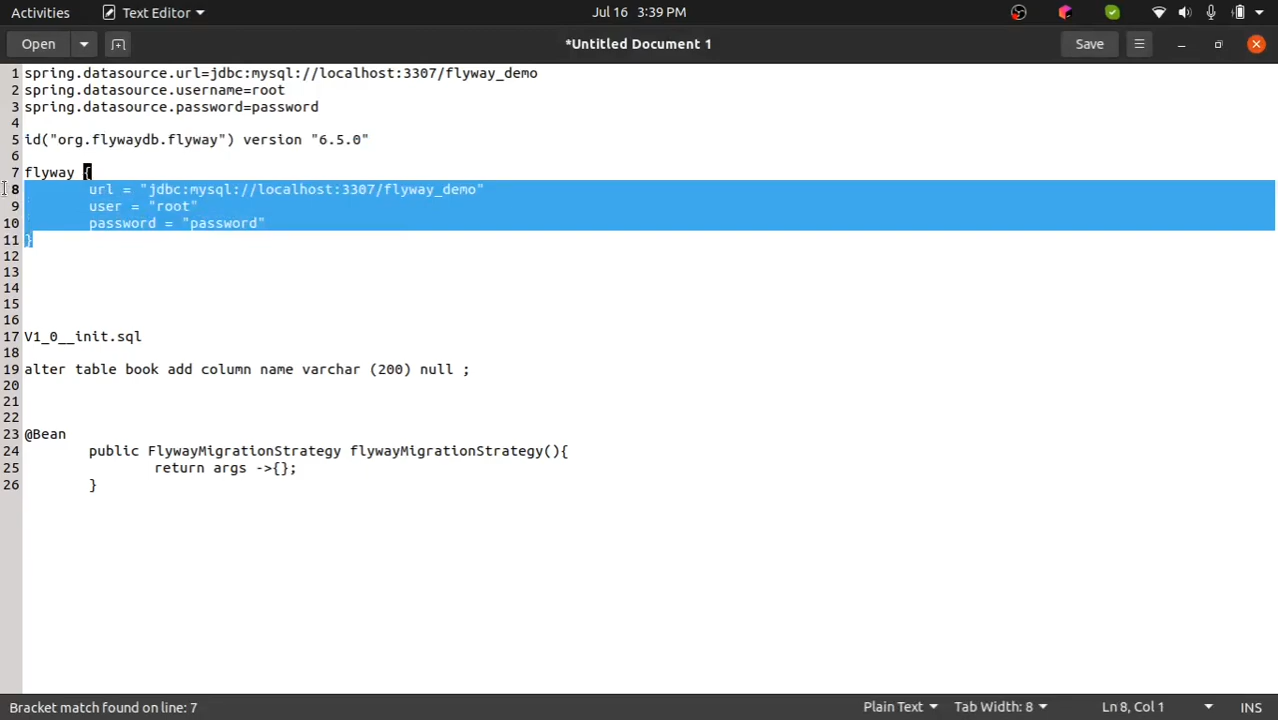 Activities Text Editor Jul 16 3:39 PM
Open *Untitled Document 1 Save
1 spring.datasource.url=jdbc:mysql://localhost:3307/flyway_demo
2 spring.datasource.username=root
3 spring.datasource.password=password
4
5 id("org.flywaydb.flyway") version "6.5.0"
6
7 flyway {
8 url = "jdbc:mysql://localhost:3307/flyway_demo"
9 user = "root"
10 password = "password"
11 }
12
13
14
15
16
17 V1_0__init.sql
18
19 alter table book add column name varchar (200) null ;
20
21
22
23 @Bean
24 public FlywayMigrationStrategy flywayMigrationStrategy(){
25 return args ->{};
26 }
Bracket match found on line: 7 Plain Text Tab Width: 8 Ln 8, Col 1 INS